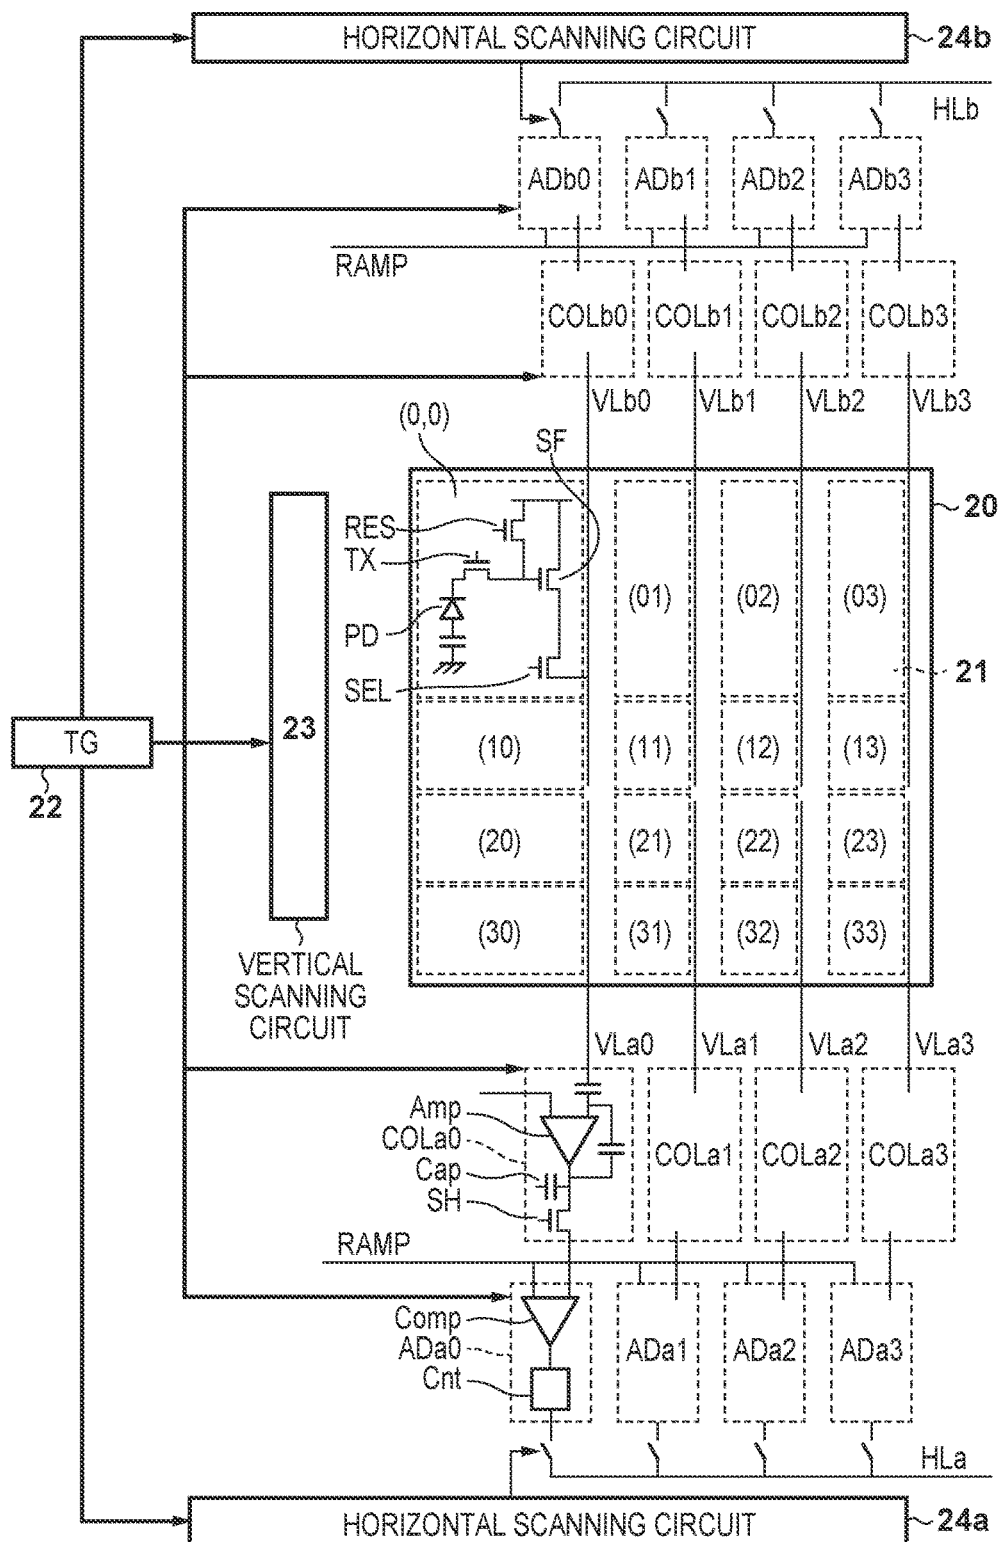 HORIZONTAL SCANNING CIRCUIT
24b
HLb
ADb0
ADb1
ADb2
ADb3
RAMP
COLb0
COLb1
COLb2
COLb3
VLb0
VLb1
VLb2
VLb3
(0,0)
SF
20
RES
TX
PD
SEL
(01)
(02)
(03)
21
TG
22
23
(10)
(11)
(12)
(13)
(20)
(21)
(22)
(23)
(30)
(31)
(32)
(33)
VERTICAL
SCANNING
CIRCUIT
VLa0
VLa1
VLa2
VLa3
Amp
COLa0
Cap
SH
COLa1
COLa2
COLa3
RAMP
Comp
ADa0
Cnt
ADa1
ADa2
ADa3
HLa
HORIZONTAL SCANNING CIRCUIT
24a